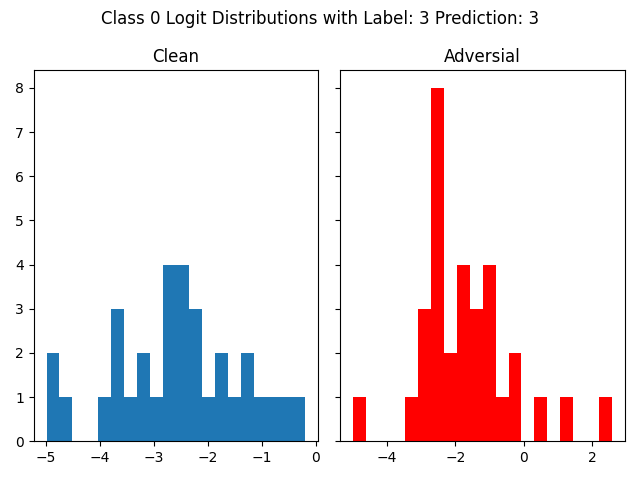 Class 0 Logit Distributions with Label: 3 Prediction: 3
Clean
Adversial
8
7
6
5
4
3
2
1
0
−5 −4 −3 −2 −1 0
−4 −2 0 2